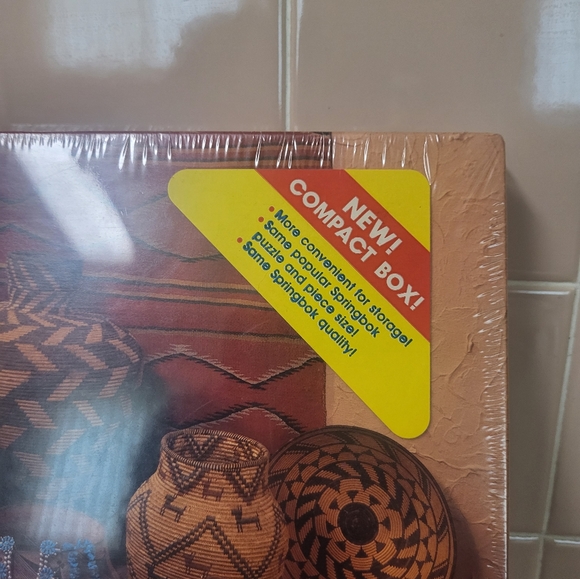 NEW!
COMPACT BOX!
• More convenient for storage!
• Same popular Springbok
puzzle and piece size!
• Same Springbok quality!